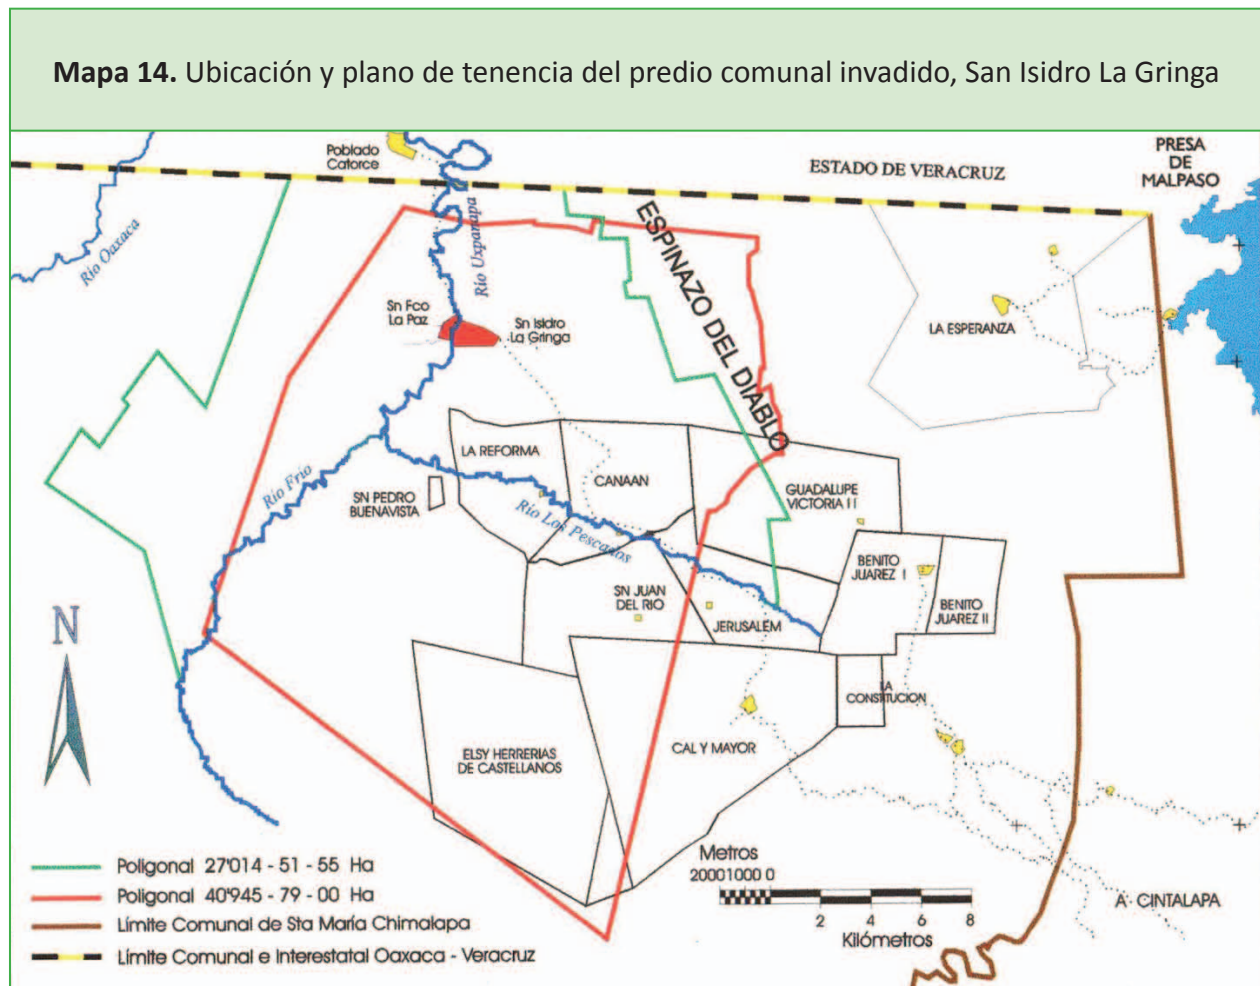 Mapa 14. Ubicación y plano de tenencia del predio comunal invadido, San Isidro La Gringa
Poblado
Catorce
ESTADO DE VERACRUZ
PRESA
DE
MALPASO
Río Oaxaca
Río Uxpanapa
ESPINAZO DEL DIABLO
Sn Fco
La Paz
Sn Isidro
La Gringa
LA ESPERANZA
LA REFORMA
CANAAN
SN PEDRO
BUENAVISTA
GUADALUPE
VICTORIA II
Río Frío
Río Los Pescados
BENITO
JUAREZ I
BENITO
JUAREZ II
SN JUAN
DEL RIO
JERUSALEM
N
LA
CONSTITUCION
ELSY HERRERIAS
DE CASTELLANOS
CAL Y MAYOR
Poligonal 27'014 - 51 - 55 Ha
Poligonal 40'945 - 79 - 00 Ha
Límite Comunal de Sta María Chimalapa
Límite Comunal e Interestatal Oaxaca - Veracruz
Metros
20001000 0
2 4 6 8
Kilómetros
A CINTALAPA